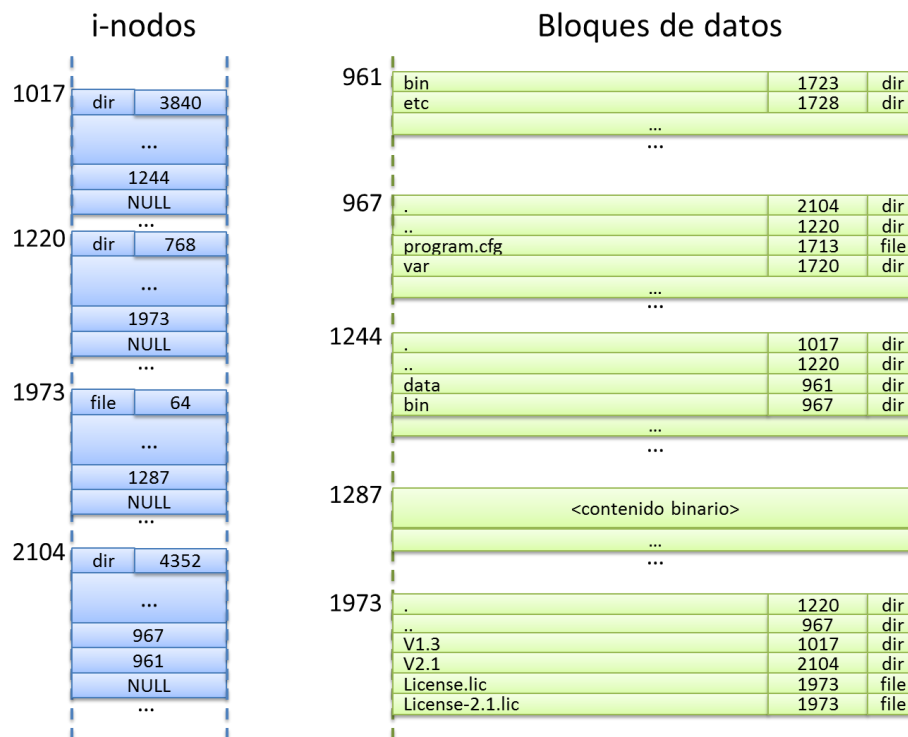 i-nodos
1017
dir 3840
...
1244
NULL
...
1220
dir 768
...
1973
NULL
...
1973
file 64
...
1287
NULL
...
2104
dir 4352
...
967
961
NULL
...
Bloques de datos
961
bin 1723 dir
etc 1728 dir
...
...
967
. 2104 dir
.. 1220 dir
program.cfg 1713 file
var 1720 dir
...
...
1244
. 1017 dir
.. 1220 dir
data 961 dir
bin 967 dir
...
...
1287
<contenido binario>
...
...
1973
. 1220 dir
.. 967 dir
V1.3 1017 dir
V2.1 2104 dir
License.lic 1973 file
License-2.1.lic 1973 file